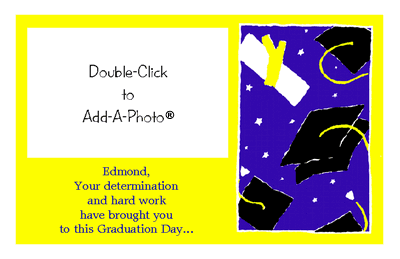 Double-Click
to
Add-A-Photo®
Edmond,
Your determination
and hard work
have brought you
to this Graduation Day...